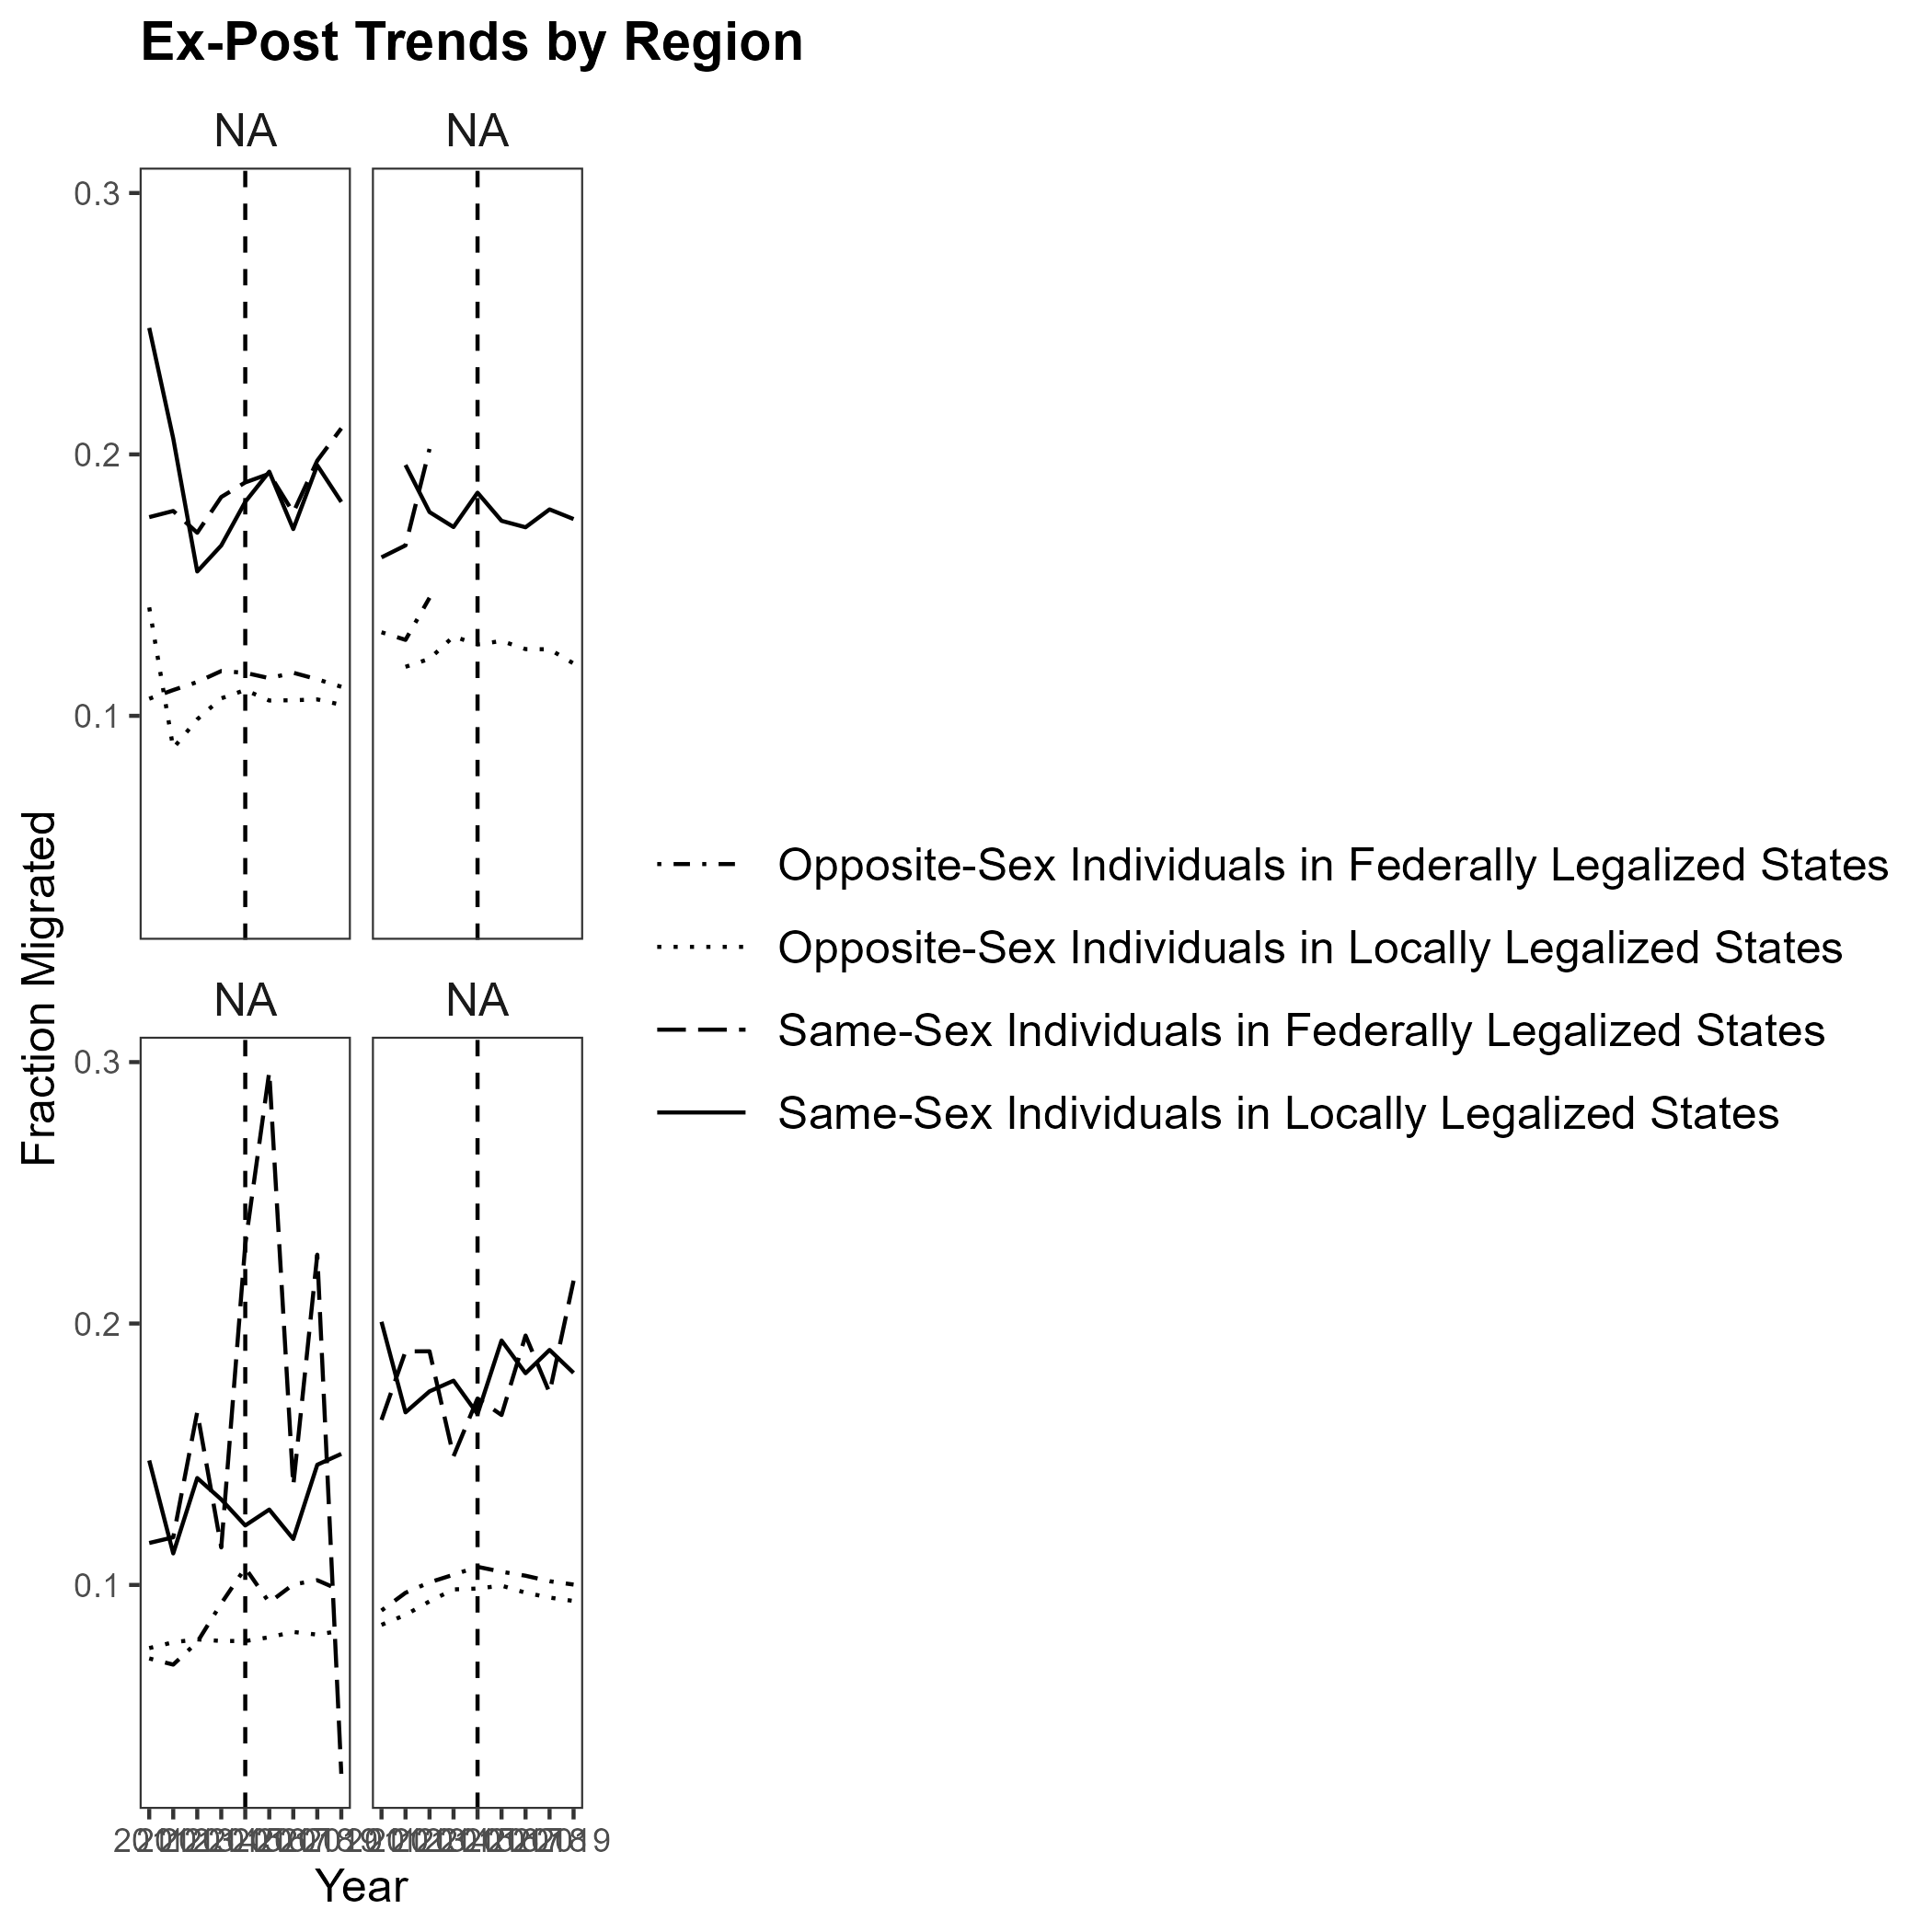 Ex-Post Trends by Region
NA
NA
0.3
0.2
0.1
Fraction Migrated
NA
NA
0.3
0.2
0.1
Year
Opposite-Sex Individuals in Federally Legalized States
Opposite-Sex Individuals in Locally Legalized States
Same-Sex Individuals in Federally Legalized States
Same-Sex Individuals in Locally Legalized States